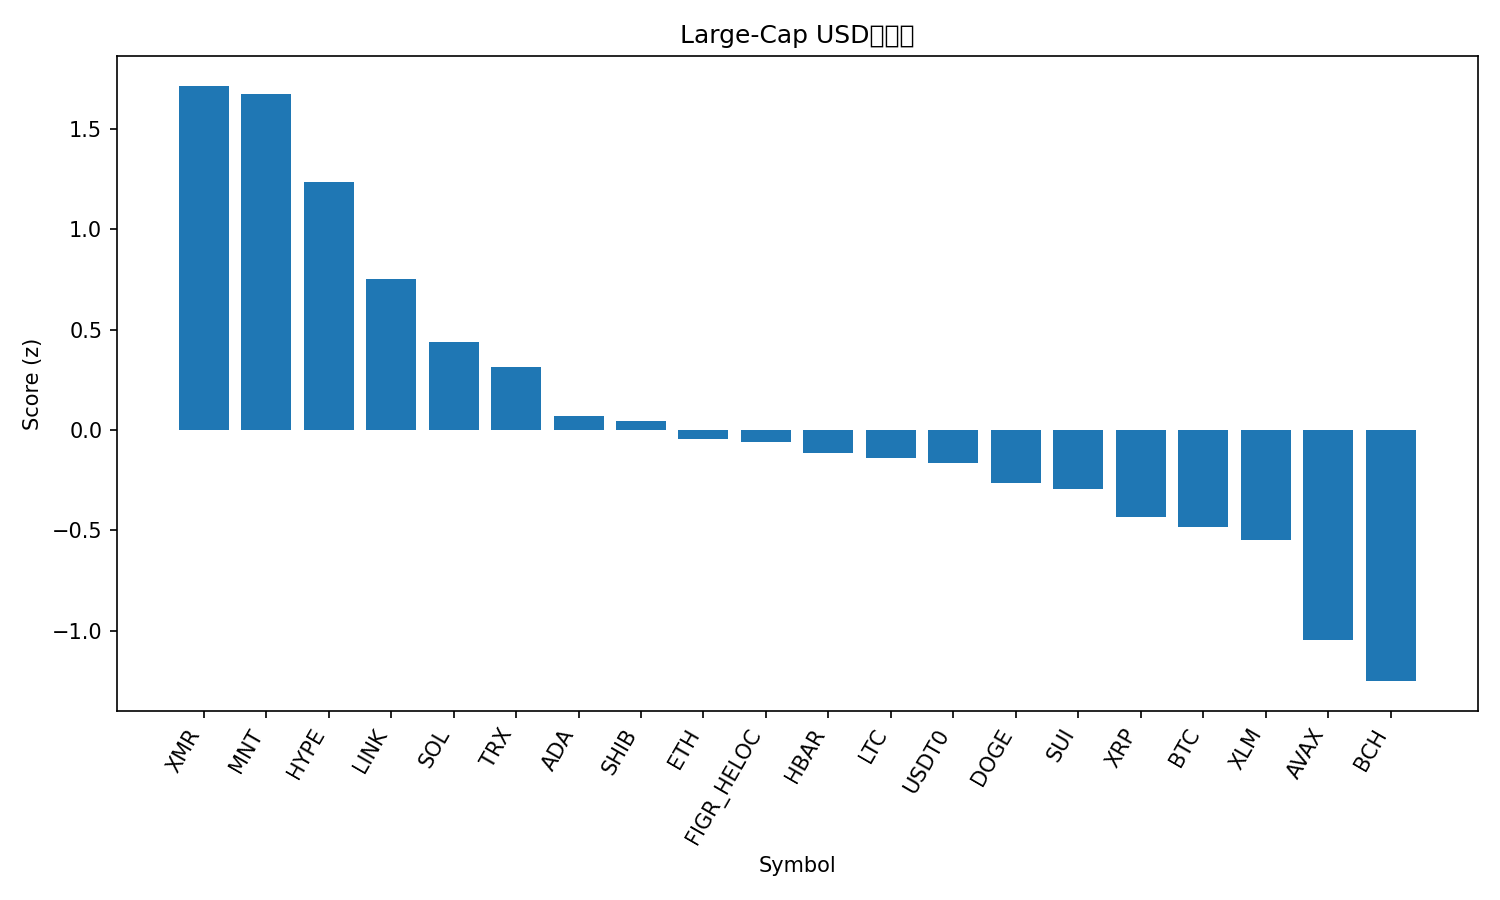 Large-Cap USD
Score (z)
1.5
1.0
0.5
0.0
−0.5
−1.0
XMR
MNT
HYPE
LINK
SOL
TRX
ADA
SHIB
ETH
FIGR_HELOC
HBAR
LTC
USDT0
DOGE
SUI
XRP
BTC
XLM
AVAX
BCH
Symbol